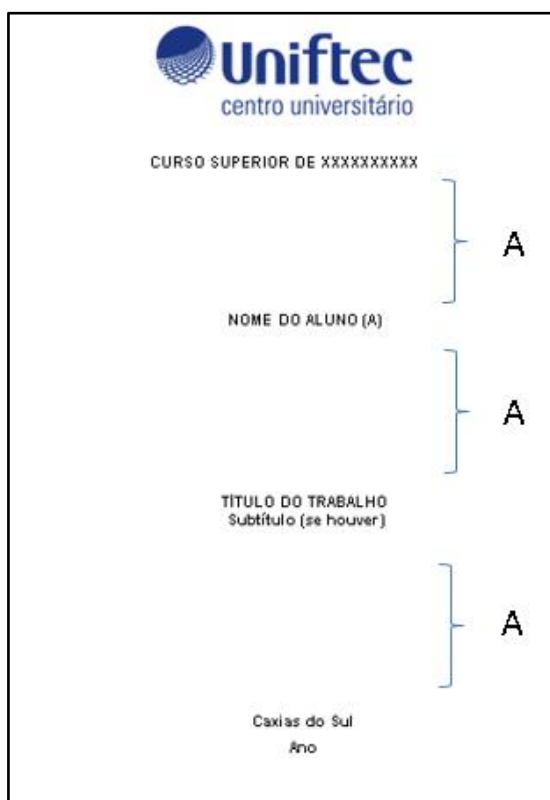 Uniftec
centro universitário
CURSO SUPERIOR DE XXXXXXXXXX
A
NOME DO ALUNO (A)
A
TÍTULO DO TRABALHO
Subtítulo (se houver)
A
Caxias do Sul
Ano